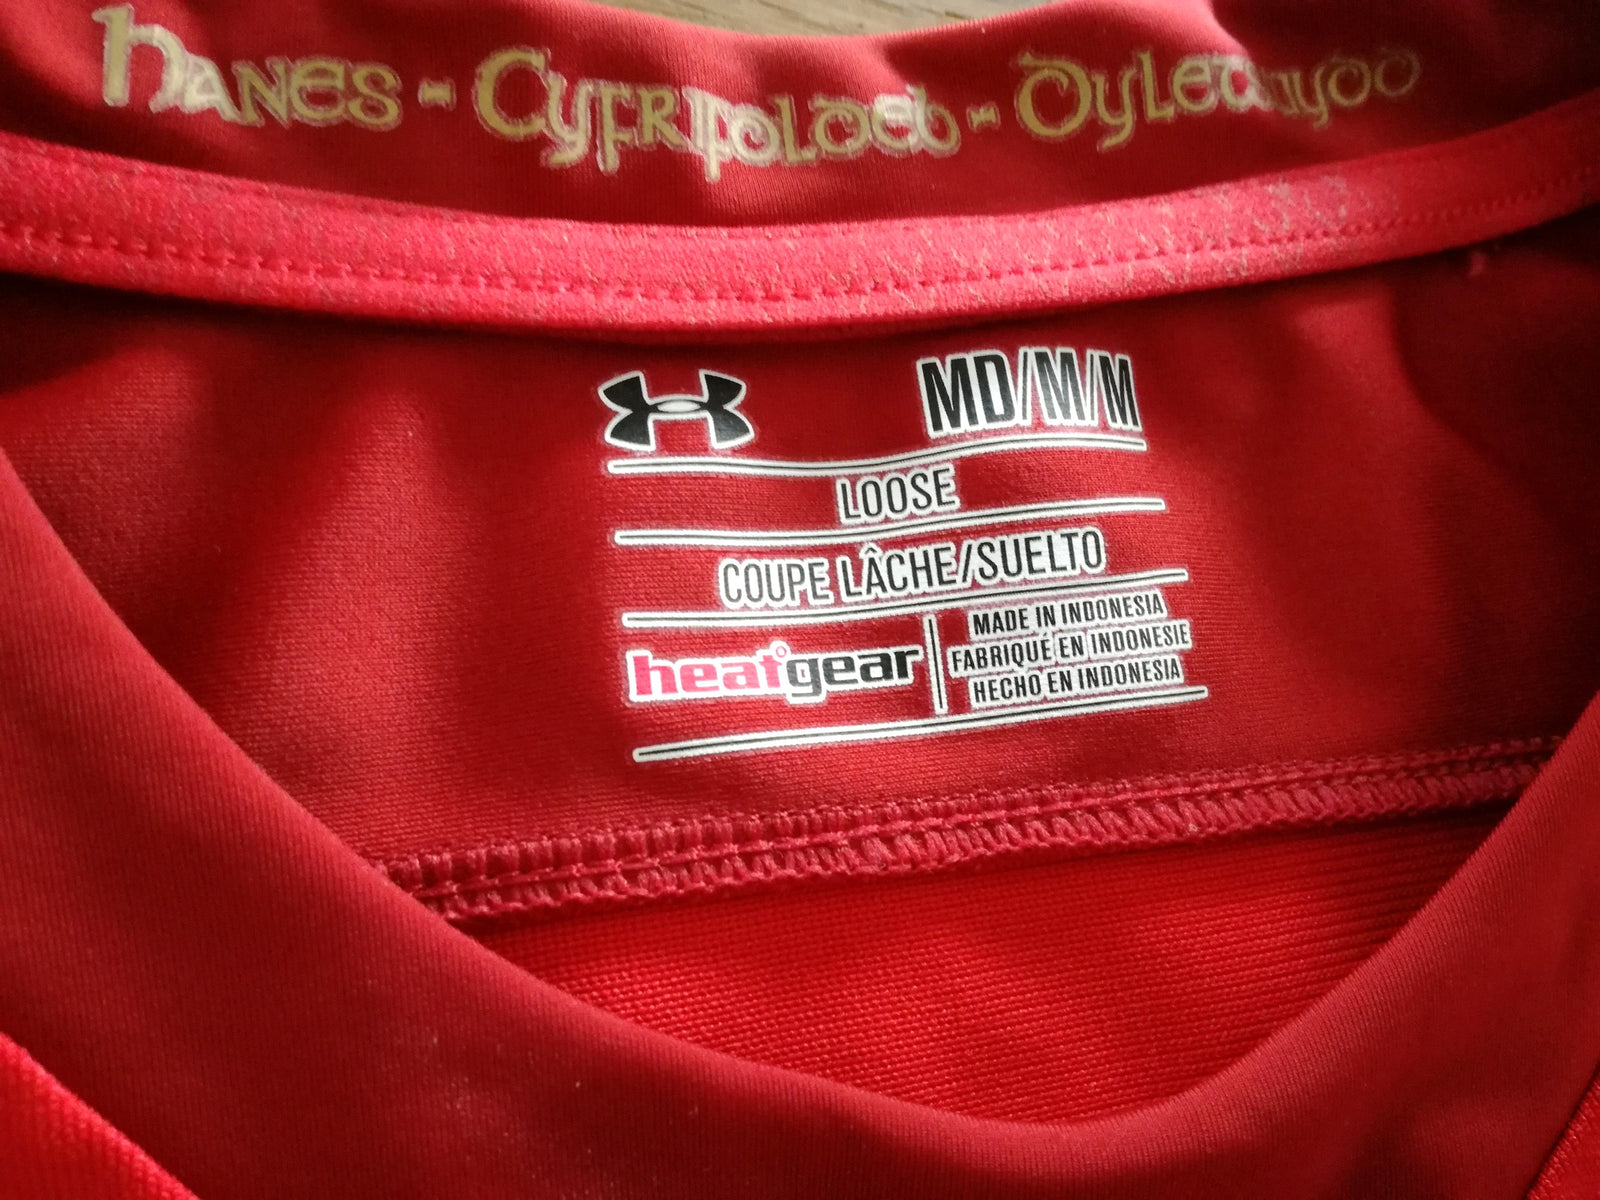 Hanes - Cyfrifoldeb - Dyletswydd
MD/M/M
LOOSE
COUPE LÂCHE/SUELTO
heatgear
MADE IN INDONESIA
FABRIQUÉ EN INDONESIE
HECHO EN INDONESIA